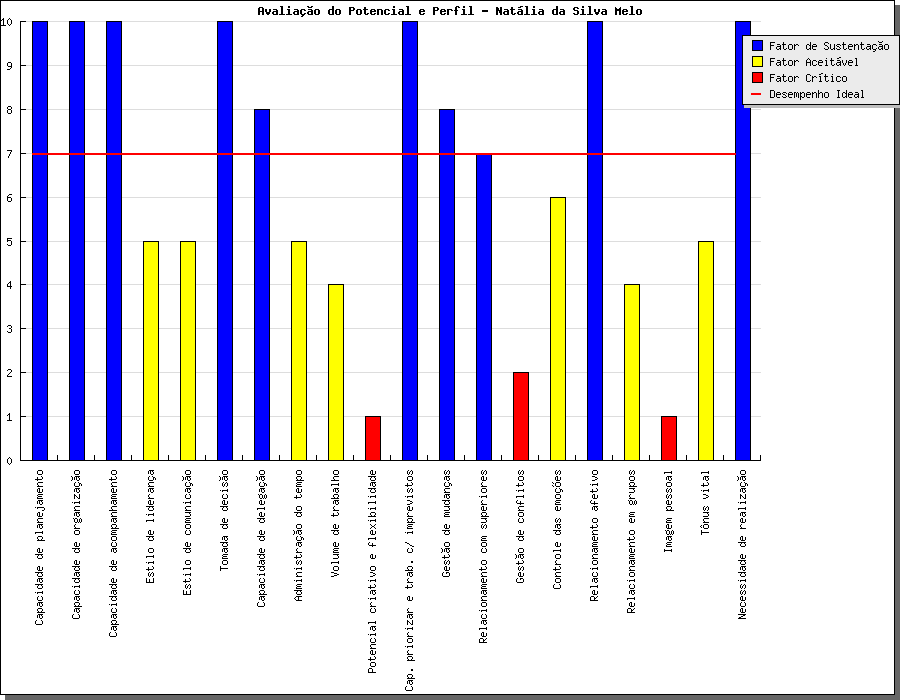 Avaliação do Potencial e Perfil - Natália da Silva Melo
10
9
8
7
6
5
4
3
2
1
0
Fator de Sustentação
Fator Aceitável
Fator Crítico
Desempenho Ideal
Capacidade de planejamento
Capacidade de organização
Capacidade de acompanhamento
Estilo de liderança
Estilo de comunicação
Tomada de decisão
Capacidade de delegação
Administração do tempo
Volume de trabalho
Potencial criativo e flexibilidade
Cap. priorizar e trab. c/ imprevistos
Gestão de mudanças
Relacionamento com superiores
Gestão de conflitos
Controle das emoções
Relacionamento afetivo
Relacionamento em grupos
Imagem pessoal
Tônus vital
Necessidade de realização